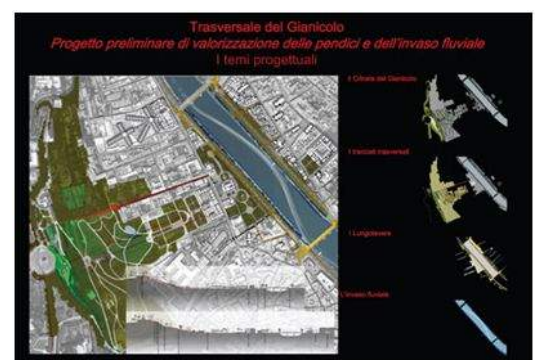 Trasversale del Gianicolo
Progetto preliminare di valorizzazione delle pendici e dell'invaso fluviale
I temi progettuali
Il Crinale del Gianicolo
I tracciati trasversali
I Lungotevere
L'invaso fluviale